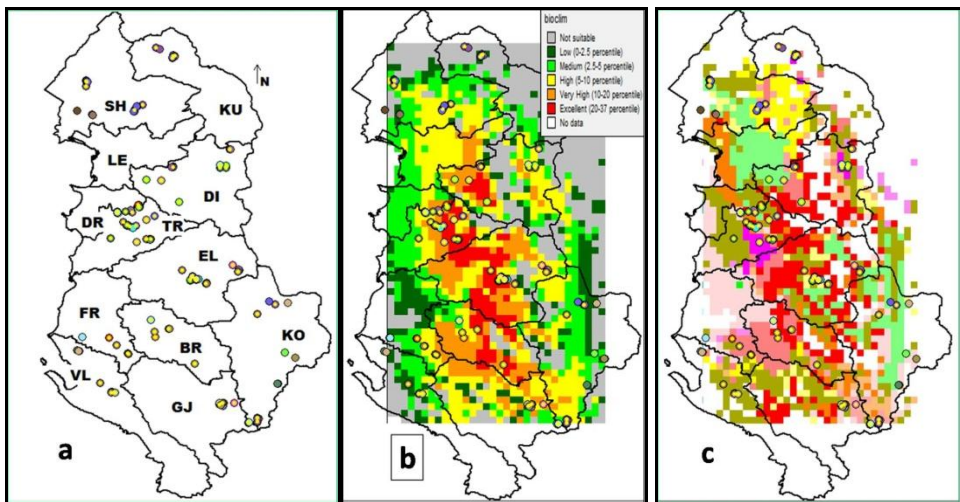 N
SH
KU
LE
DI
DR
TR
EL
FR
KO
BR
VL
GJ
a
bioclim
Not suitable
Low (0-2.5 percentile)
Medium (2.5-5 percentile)
High (5-10 percentile)
Very High (10-20 percentile)
Excellent (20-37 percentile)
No data
b
c